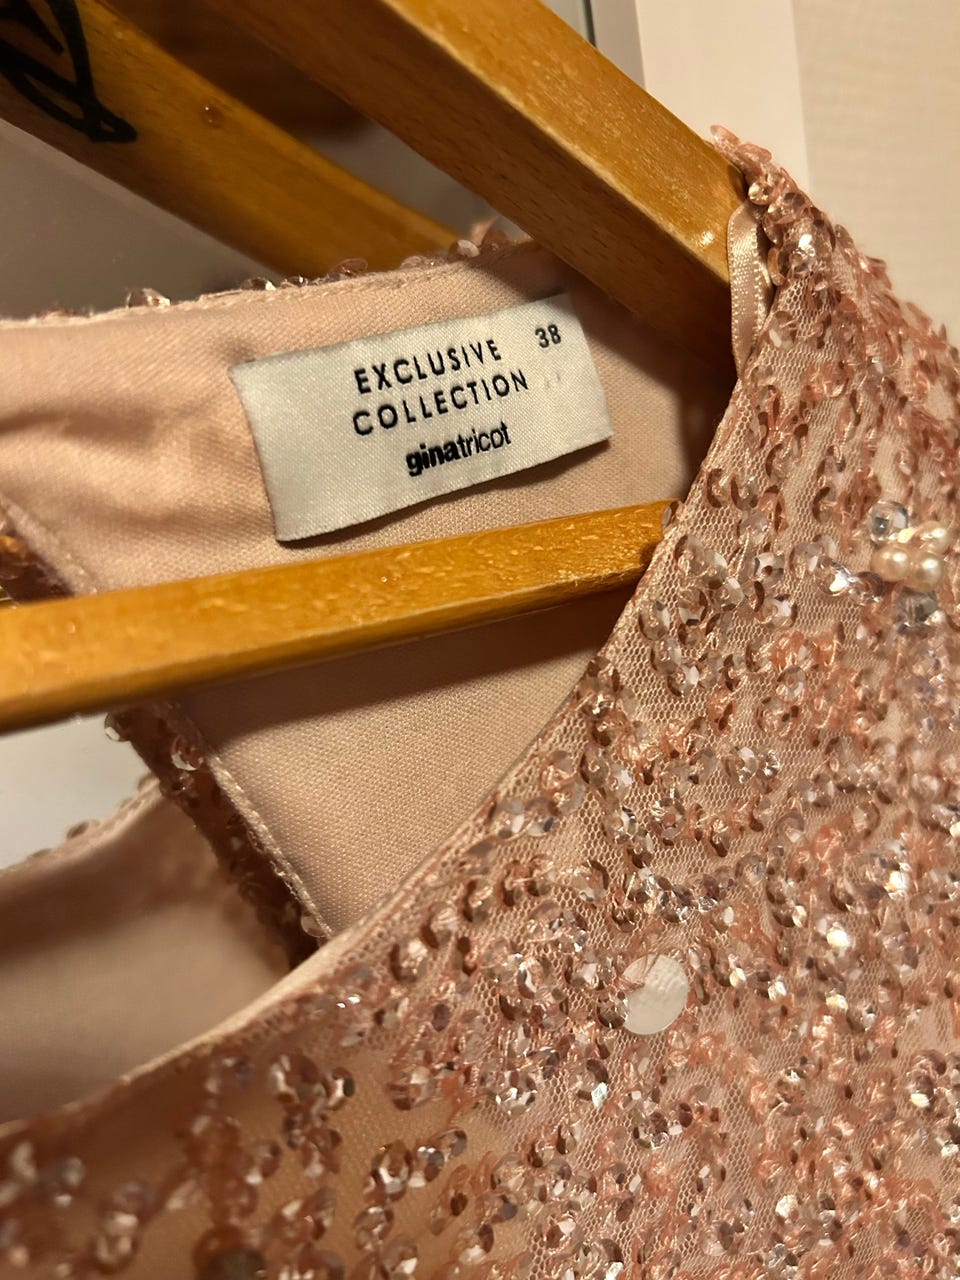 38
EXCLUSIVE
COLLECTION
ginatricot